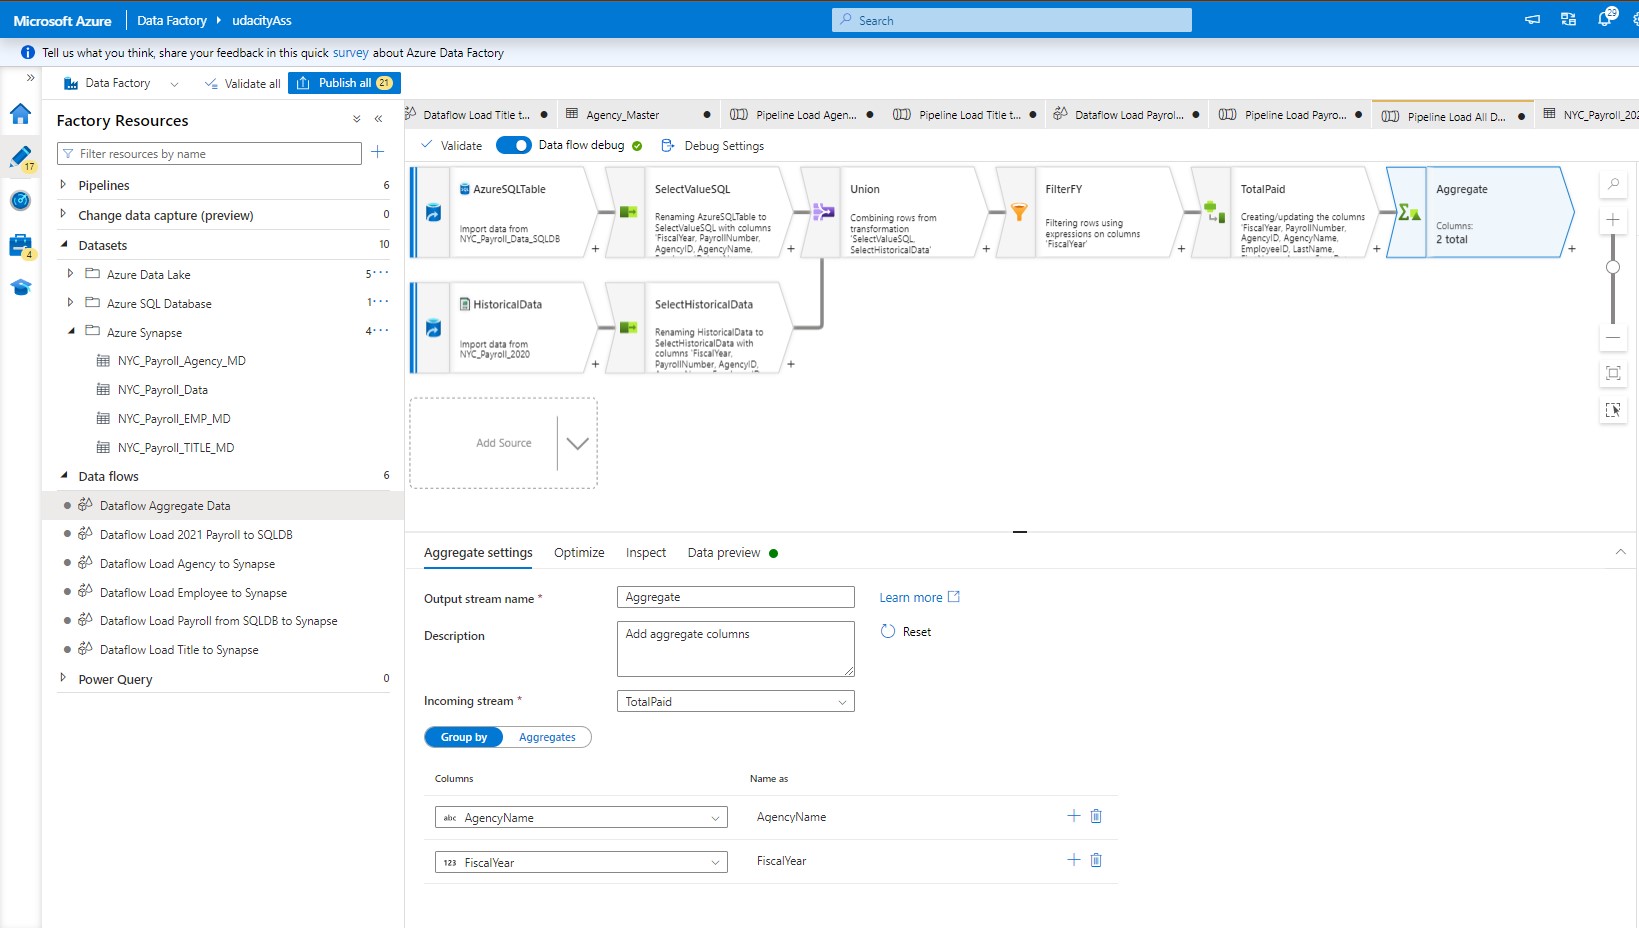 Microsoft Azure
Data Factory
udacityAss
Search
29
Tell us what you think, share your feedback in this quick survey about Azure Data Factory
Data Factory
Validate all
Publish all 21
17
4
Factory Resources
Filter resources by name
Pipelines 6
Change data capture (preview) 0
Datasets 10
Azure Data Lake 5
Azure SQL Database 1
Azure Synapse 4
NYC_Payroll_Agency_MD
NYC_Payroll_Data
NYC_Payroll_EMP_MD
NYC_Payroll_TITLE_MD
Data flows 6
Dataflow Aggregate Data
Dataflow Load 2021 Payroll to SQLDB
Dataflow Load Agency to Synapse
Dataflow Load Employee to Synapse
Dataflow Load Payroll from SQLDB to Synapse
Dataflow Load Title to Synapse
Power Query 0
Dataflow Load Title t...
Agency_Master
Pipeline Load Agen...
Pipeline Load Title t...
Dataflow Load Payrol...
Pipeline Load Payro...
Pipeline Load All D...
NYC_Payroll_202
Validate
Data flow debug
Debug Settings
AzureSQLTable
Import data from
NYC_Payroll_Data_SQLDB
SelectValueSQL
Renaming AzureSQLTable to
SelectValueSQL with columns
'FiscalYear, PayrollNumber,
AgencyID, AgencyName,
Union
Combining rows from
transformation
'SelectValueSQL,
SelectHistoricalData'
FilterFY
Filtering rows using
expressions on columns
'FiscalYear'
TotalPaid
Creating/updating the columns
'FiscalYear, PayrollNumber,
AgencyID, AgencyName,
EmployeeID, LastName,
Aggregate
Columns:
2 total
HistoricalData
Import data from
NYC_Payroll_2020
SelectHistoricalData
Renaming HistoricalData to
SelectHistoricalData with
columns 'FiscalYear,
PayrollNumber, AgencyID,
Add Source
Aggregate settings
Optimize
Inspect
Data preview
Output stream name *
Aggregate
Learn more
Description
Add aggregate columns
Reset
Incoming stream *
TotalPaid
Group by
Aggregates
Columns
Name as
abc AgencyName
AgencyName
123 FiscalYear
FiscalYear